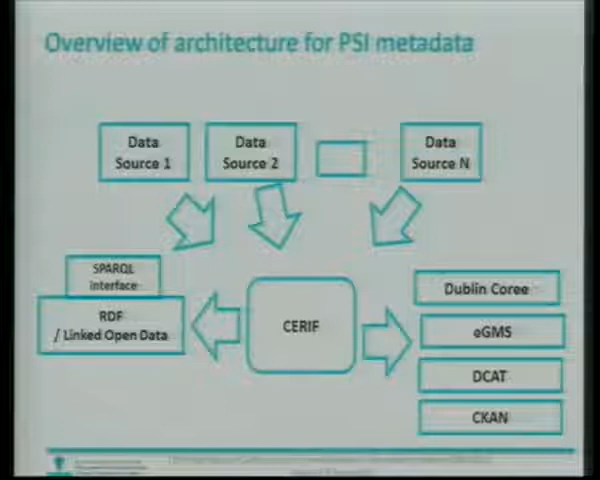 Overview of architecture for PSI metadata
Data
Source 1
Data
Source 2
Data
Source N
SPARQL
Interface
RDF
/ Linked Open Data
CERIF
Dublin Coree
eGMS
DCAT
CKAN